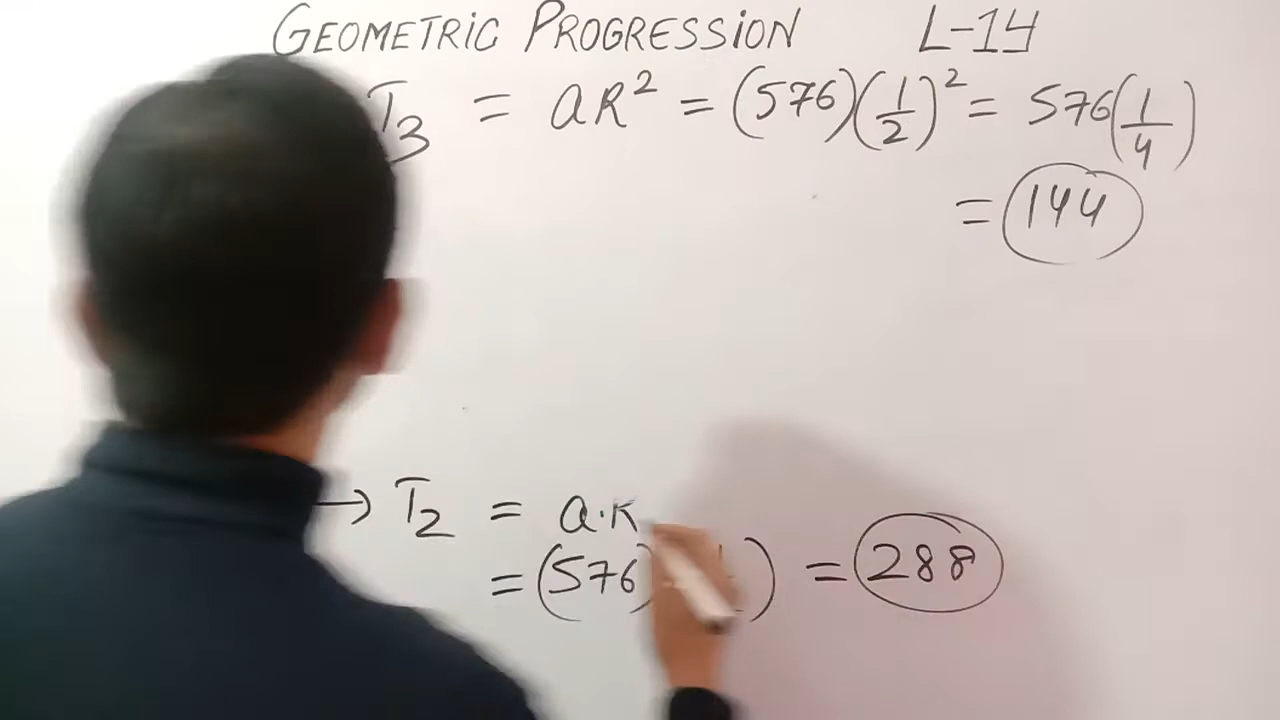 GEOMETRIC PROGRESSION L-14
T₃ = aR² = (576)(1/2)² = 576(1/4)
= 144
→ T₂ = a·R
= (576) ( ) = 288